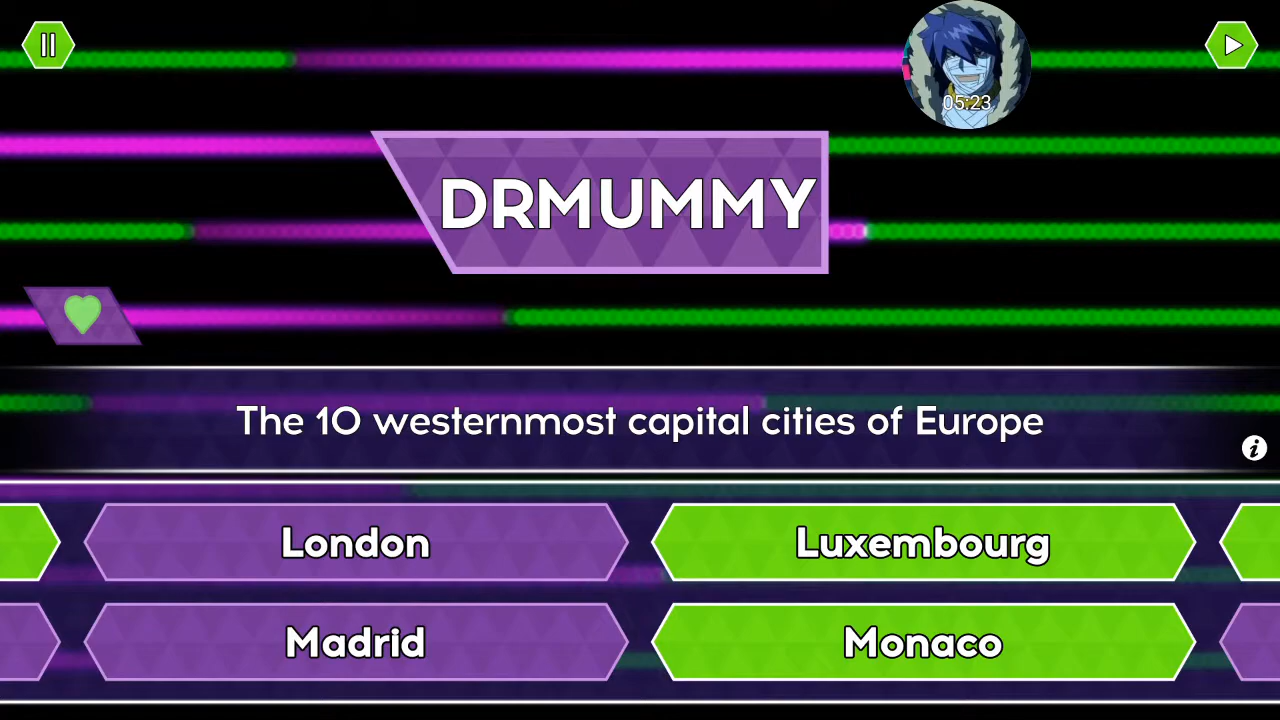 05:23
DRMUMMY
The 10 westernmost capital cities of Europe
i
London
Luxembourg
Madrid
Monaco